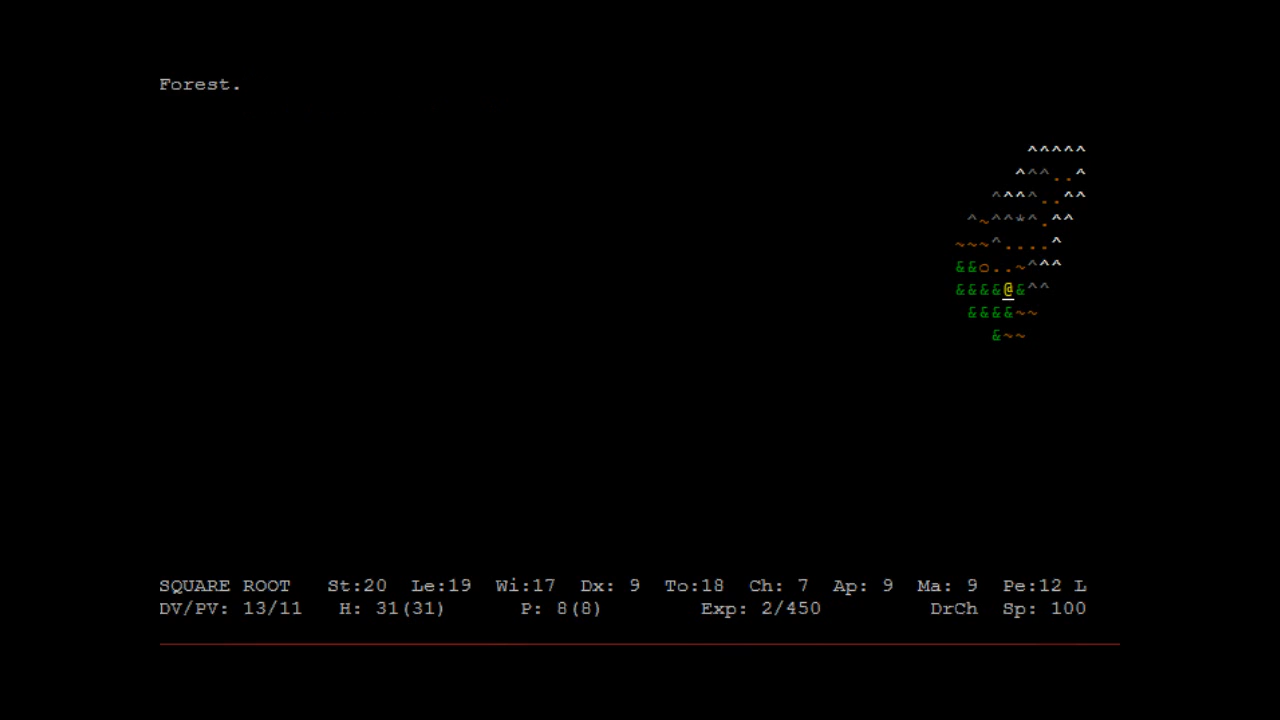 Forest.
^^^^^
^^^..^
^^^^..^^
^~^^*^.^^
~~~^....^
&&o..~^^^
&&&&@&^^
&&&&~~
&~~
SQUARE ROOT St:20 Le:19 Wi:17 Dx: 9 To:18 Ch: 7 Ap: 9 Ma: 9 Pe:12 L
DV/PV: 13/11 H: 31(31) P: 8(8) Exp: 2/450 DrCh Sp: 100